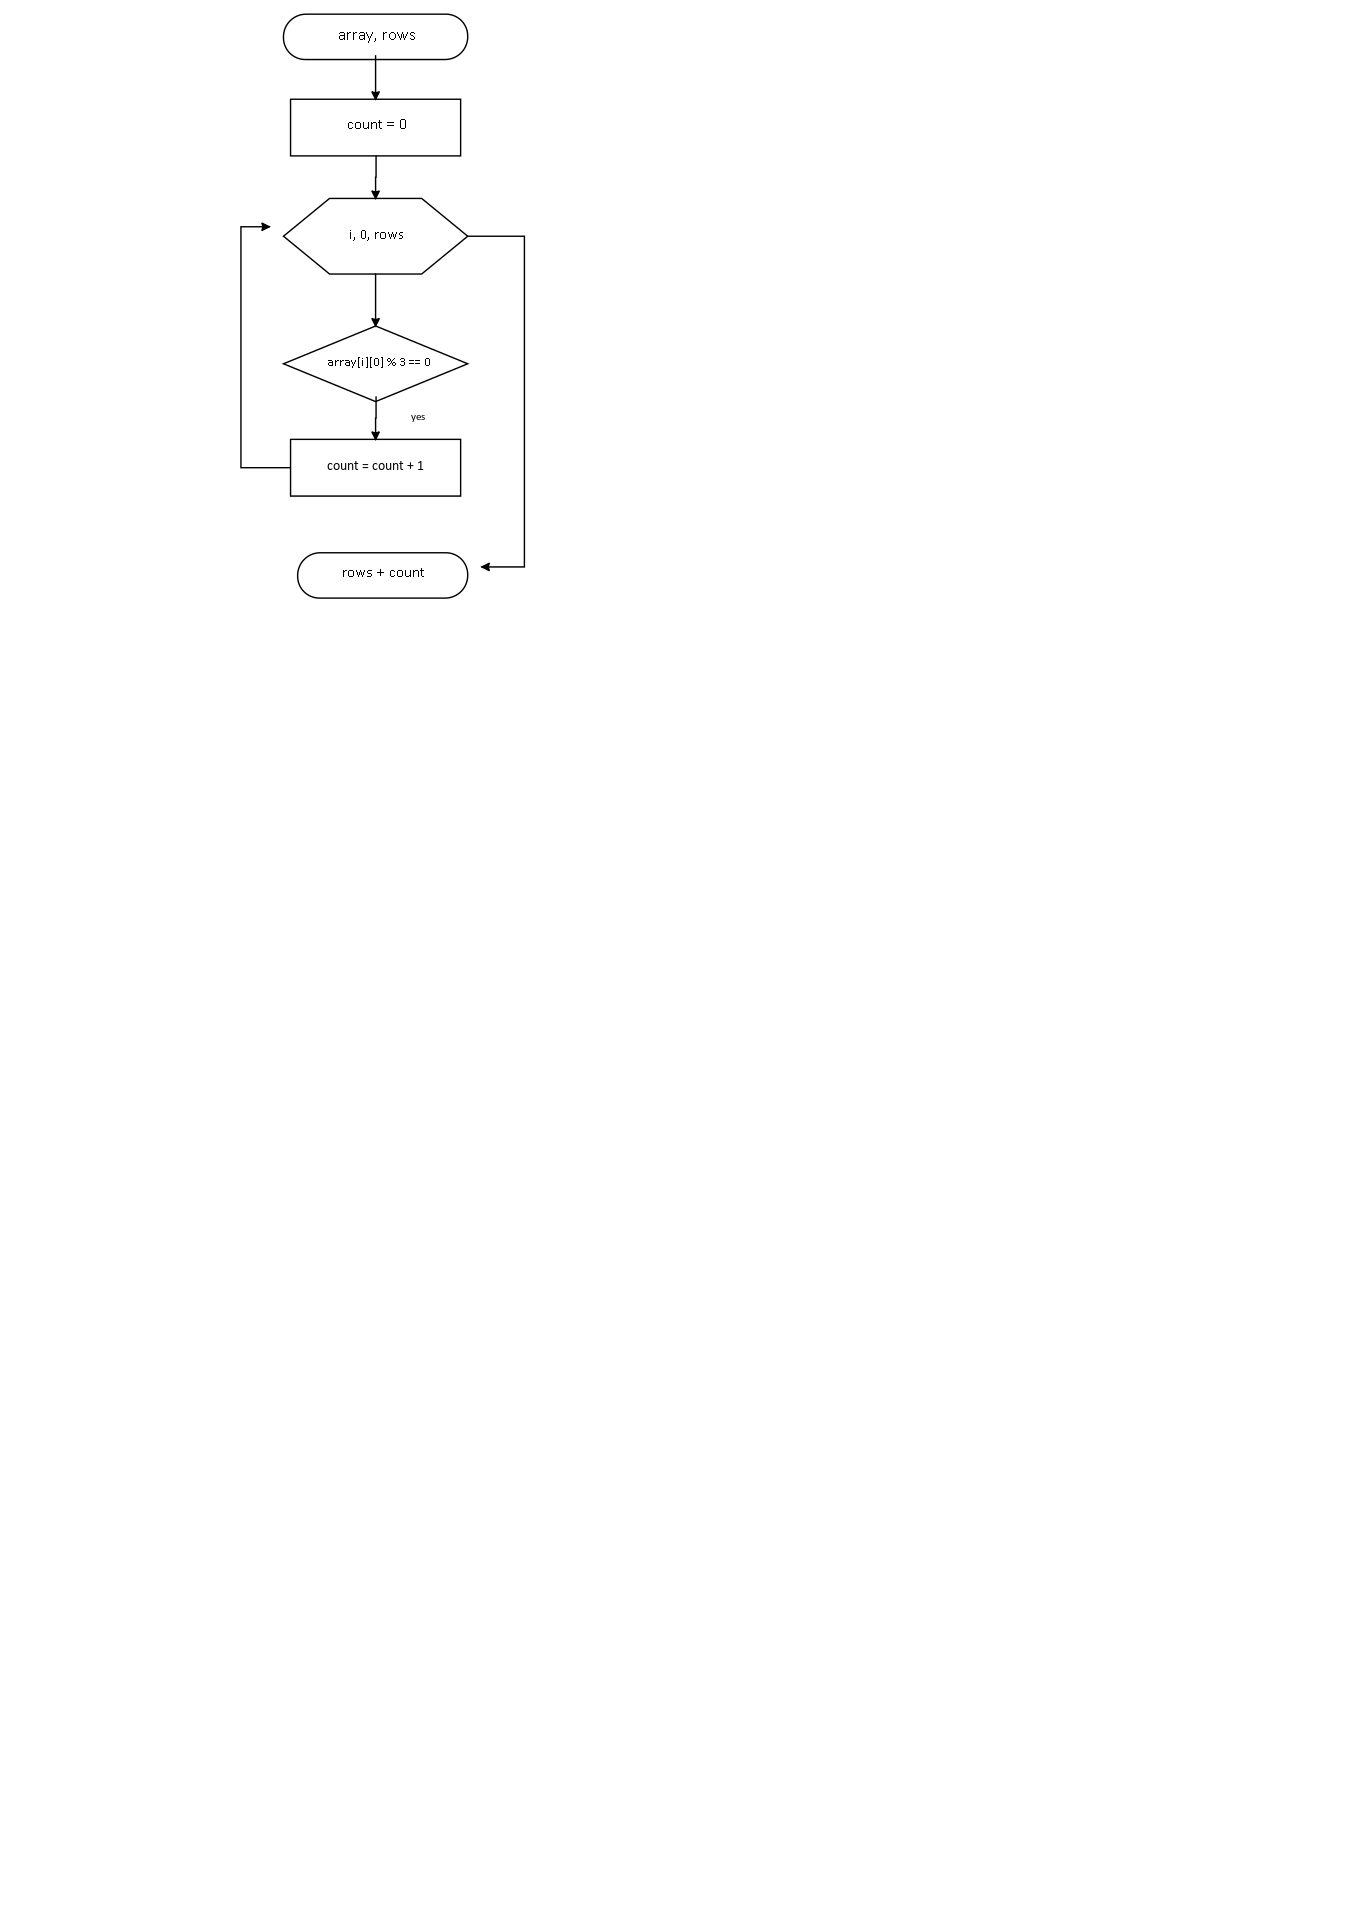 array, rows
count = 0
i, 0, rows
array[i][0] % 3 == 0
yes
count = count + 1
rows + count